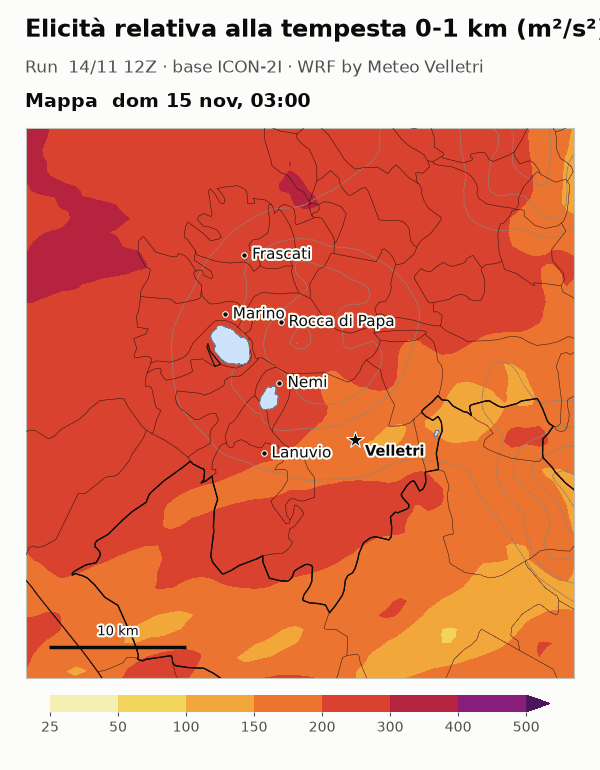 Elicità relativa alla tempesta 0-1 km (m²/s²)
Run  14/11 12Z · base ICON-2I · WRF by Meteo Velletri
Mappa  dom 15 nov, 03:00
Frascati
Marino
Rocca di Papa
Nemi
Velletri
Lanuvio
10 km
25 50 100 150 200 300 400 500